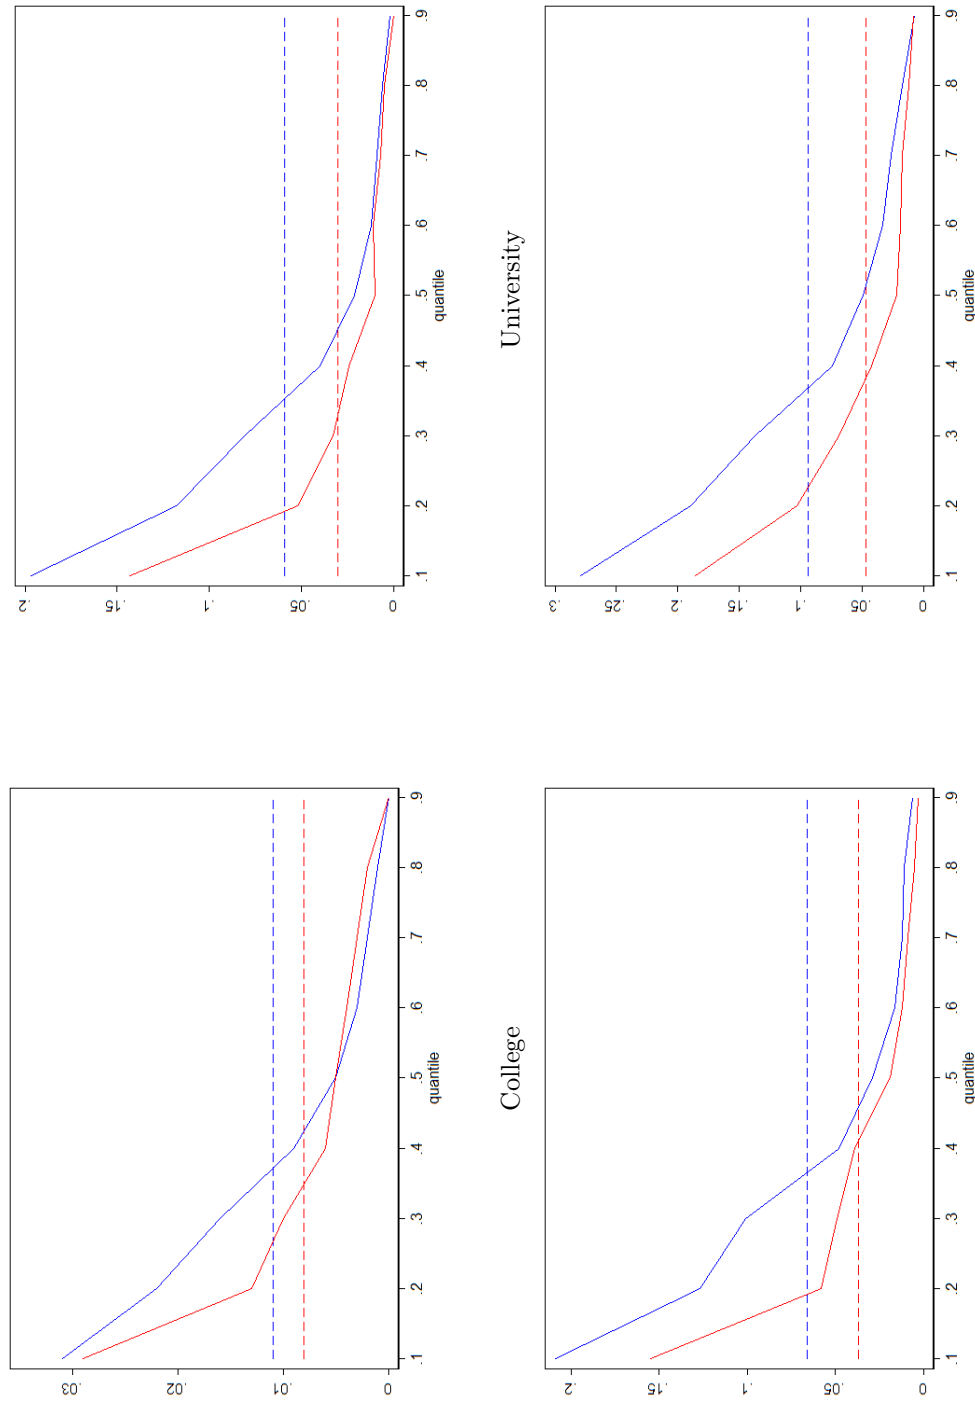 .03
.02
.01
0
.1 .2 .3 .4 .5 .6 .7 .8 .9
quantile
.2
.15
.1
.05
0
.1 .2 .3 .4 .5 .6 .7 .8 .9
quantile
College
.2
.15
.1
.05
0
.1 .2 .3 .4 .5 .6 .7 .8 .9
quantile
University
.3
.25
.2
.15
.1
.05
0
.1 .2 .3 .4 .5 .6 .7 .8 .9
quantile